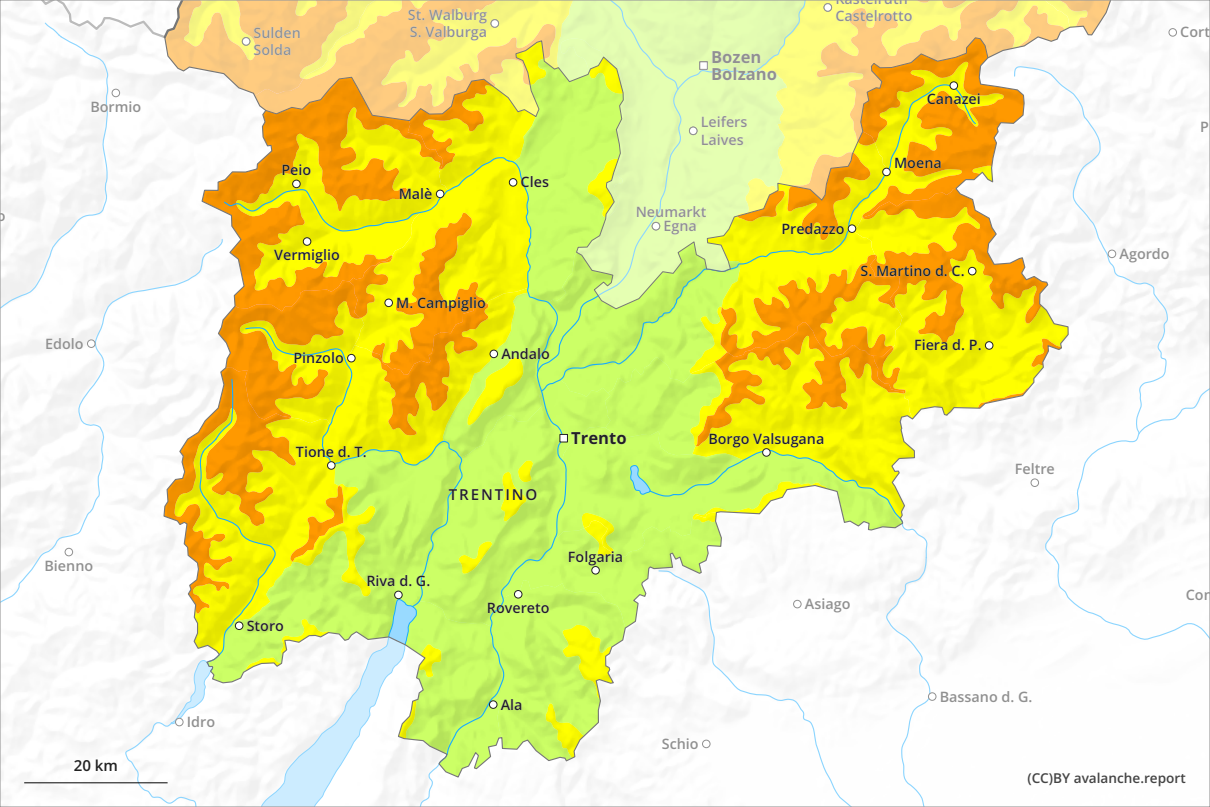 Kastelruth
Castelrotto
St. Walburg
S. Valburga
Sulden
Solda
Cort
Bozen
Bolzano
Bormio
Canazei
Leifers
Laives
Moena
Peio
Malè
Cles
Neumarkt
Egna
Predazzo
Vermiglio
Agordo
S. Martino d. C.
M. Campiglio
Edolo
Pinzolo
Andalo
Fiera d. P.
Trento
Borgo Valsugana
Tione d. T.
Feltre
TRENTINO
Bienno
Folgaria
Riva d. G.
Rovereto
Asiago
Cor
Storo
Bassano d. G.
Ala
Idro
Schio
20 km
(CC)BY avalanche.report